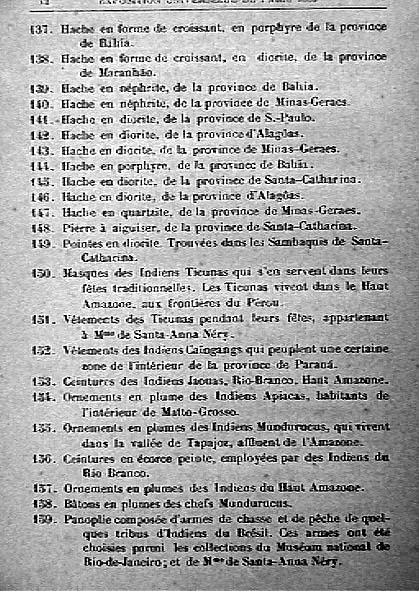 EXPOSITION UNIVERSELLE DE PARIS
137. Hache en forme de croissant, en porphyre de la province
de Bahia.
138. Hache en forme de croissant, en diorite, de la province
de Maranhão.
139. Hache en néphrite, de la province de Bahia.
140. Hache en néphrite, de la province de Minas-Geraes.
141. Hache en diorite, de la province de S.-Paulo.
142. Hache en diorite, de la province d'Alagôas.
143. Hache en diorite, de la province de Minas-Geraes.
144. Hache en porphyre, de la province de Bahia.
145. Hache en diorite, de la province de Santa-Catharina.
146. Hache en diorite, de la province d'Alagôas.
147. Hache en quartzite, de la province de Minas-Geraes.
148. Pierre à aiguiser, de la province de Santa-Catharina.
149. Pointes en diorite. Trouvées dans les Sambaquis de Santa-
Catharina.
150. Masques des Indiens Ticunas qui s'en servent dans leurs
fêtes traditionnelles. Les Ticunas vivent dans le Haut
Amazone, aux frontières du Pérou.
151. Vêtements des Ticunas pendant leurs fêtes, appartenant
à Mme de Santa-Anna Néry.
152. Vêtements des Indiens Caïngangs qui peuplent une certaine
zone de l'intérieur de la province de Paraná.
153. Ceintures des Indiens Jaouas, Rio-Branco, Haut Amazone.
154. Ornements en plume des Indiens Apiacas, habitants de
l'intérieur de Matto-Grosso.
155. Ornements en plumes des Indiens Mundurucus, qui vivent
dans la vallée de Tapajoz, affluent de l'Amazone.
156. Ceintures en écorce peinte, employées par des Indiens du
Rio Branco.
157. Ornements en plumes des Indiens du Haut Amazone.
158. Bâtons en plumes des chefs Mundurucus.
159. Panoplie composée d'armes de chasse et de pêche de quel-
ques tribus d'Indiens du Brésil. Ces armes ont été
choisies parmi les collections du Muséum national de
Rio-de-Janeiro; et de Mme de Santa-Anna Néry.